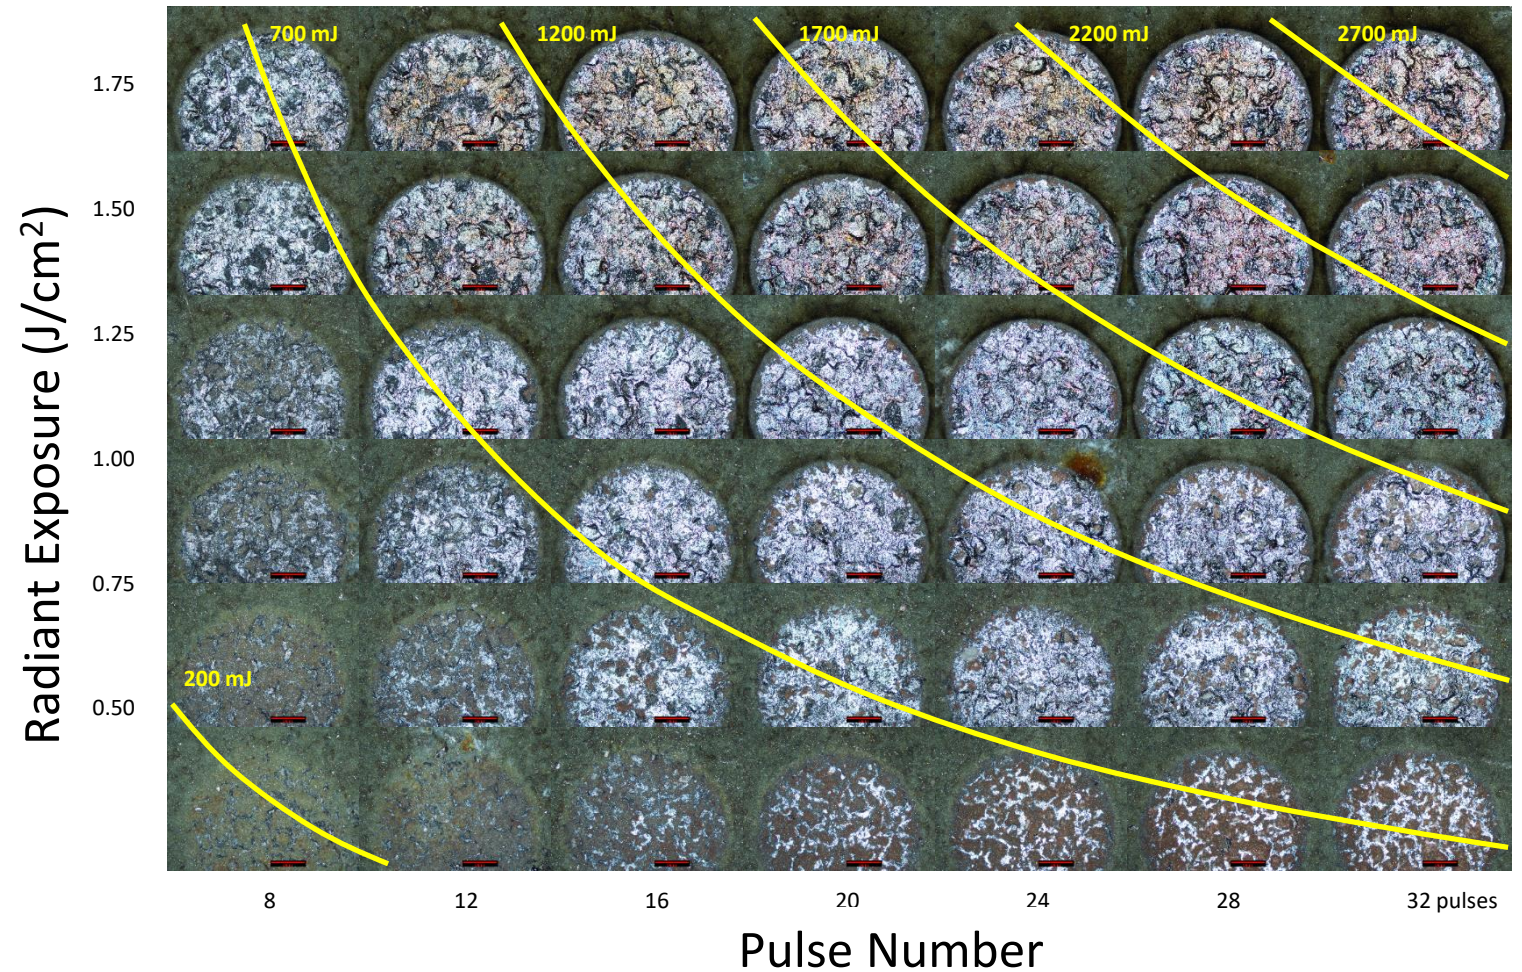 700 mJ
1200 mJ
1700 mJ
2200 mJ
2700 mJ
1.75
1.50
1.25
1.00
0.75
200 mJ
0.50
Radiant Exposure (J/cm²)
8
12
16
20
24
28
32 pulses
Pulse Number